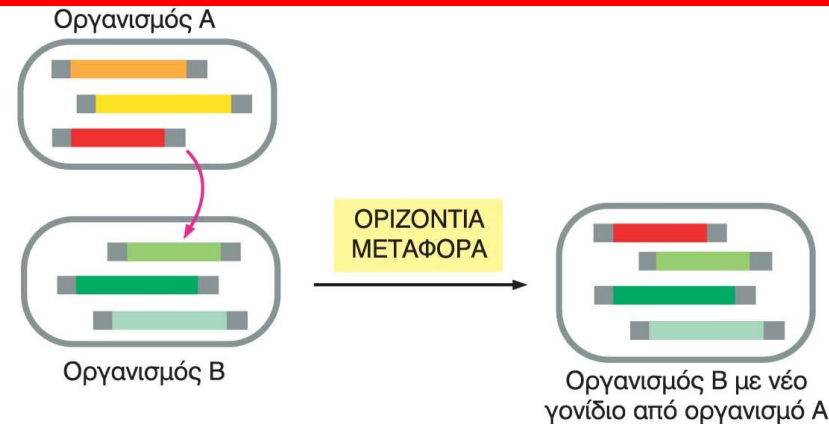 Οργανισμός Α
ΟΡΙΖΟΝΤΙΑ
ΜΕΤΑΦΟΡΑ
Οργανισμός Β
Οργανισμός Β με νέο
γονίδιο από οργανισμό Α